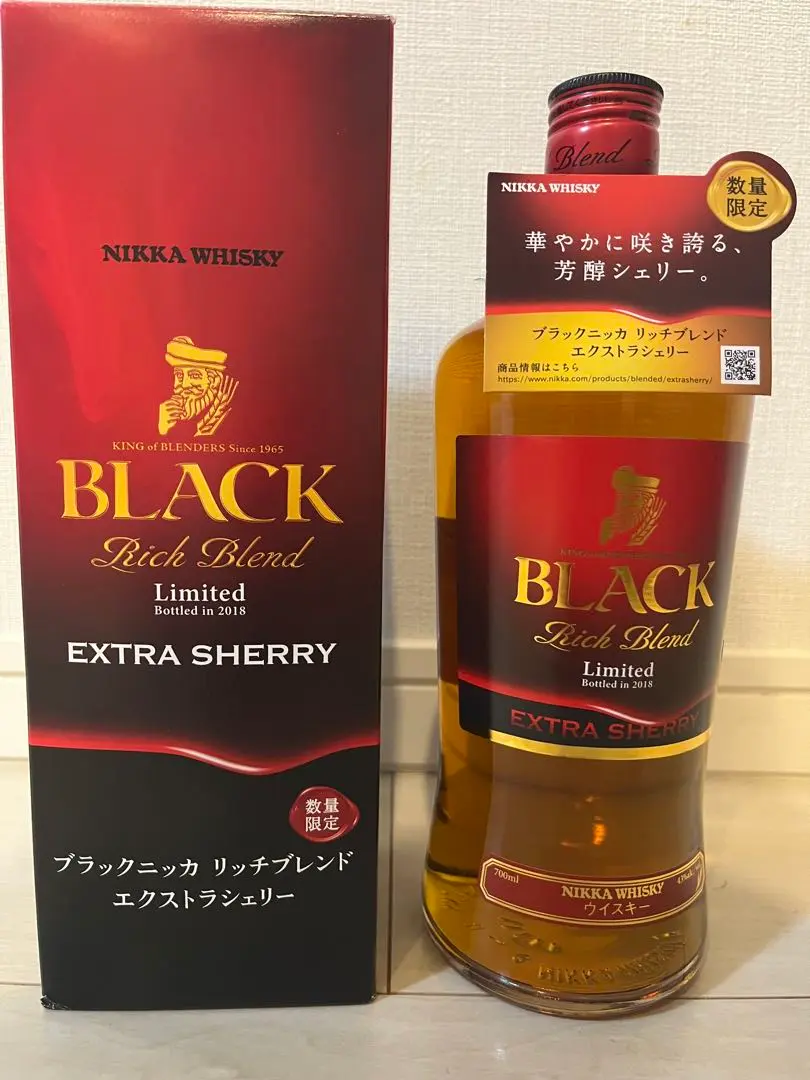 NIKKA WHISKY
KING of BLENDERS Since 1965
BLACK
Rich Blend
Limited
Bottled in 2018
EXTRA SHERRY
数量
限定
ブラックニッカ リッチブレンド
エクストラシェリー
Blend
NIKKA WHISKY
数量
限定
華やかに咲き誇る、
芳醇シェリー。
ブラックニッカ リッチブレンド
エクストラシェリー
商品情報はこちら
https://www.nikka.com/products/blended/extrasherry/
BLACK
Rich Blend
Limited
Bottled in 2018
EXTRA SHERRY
700ml
NIKKA WHISKY
ウイスキー
NIKKA